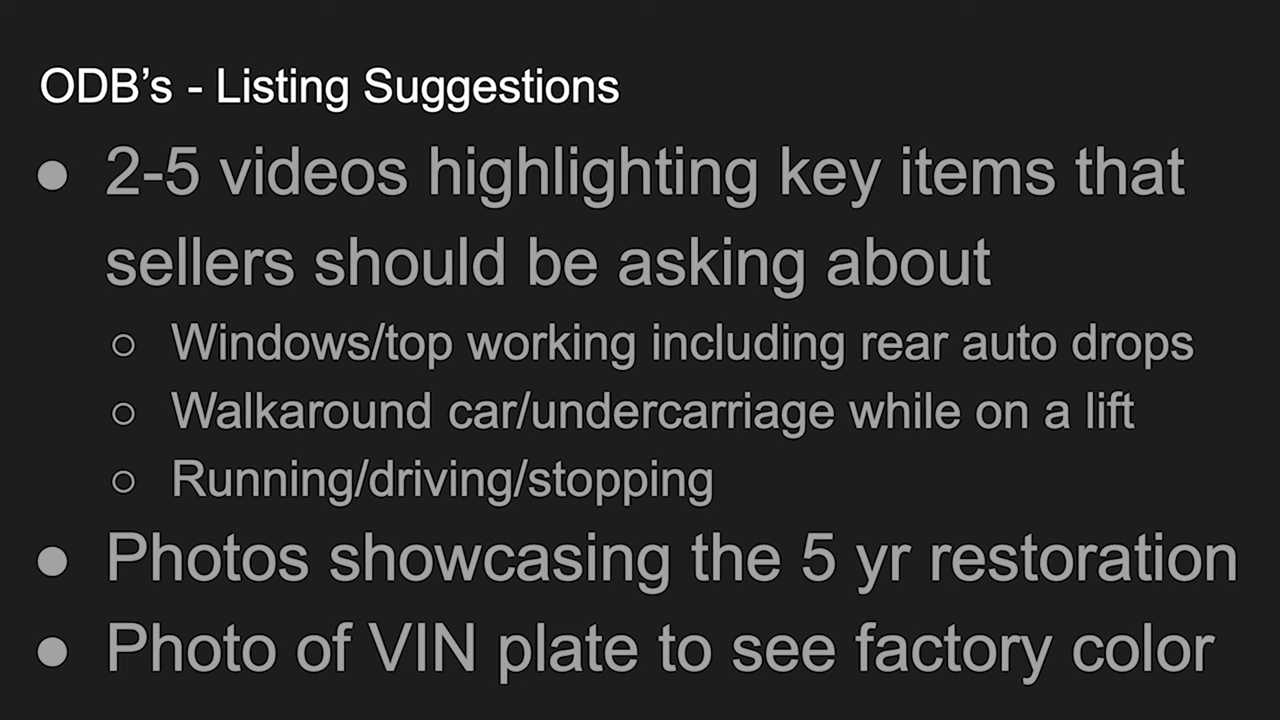 ODB’s - Listing Suggestions
● 2-5 videos highlighting key items that
sellers should be asking about
○ Windows/top working including rear auto drops
○ Walkaround car/undercarriage while on a lift
○ Running/driving/stopping
● Photos showcasing the 5 yr restoration
● Photo of VIN plate to see factory color